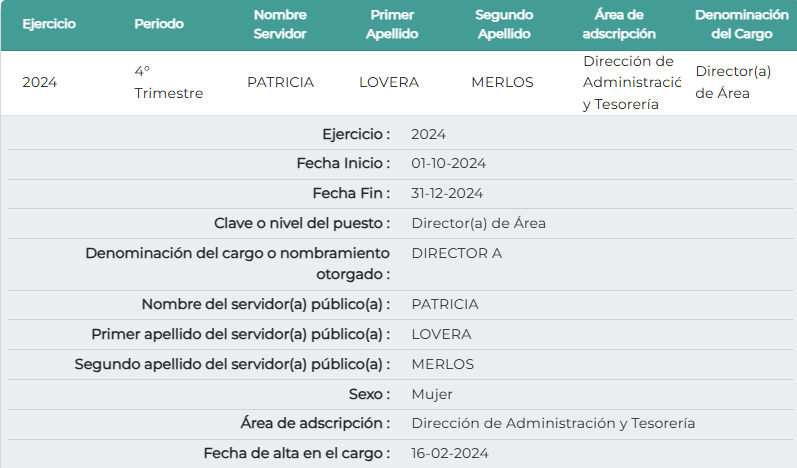 Ejercicio Periodo Nombre Servidor Primer Apellido Segundo Apellido Área de adscripción Denominación del Cargo
2024 4° Trimestre PATRICIA LOVERA MERLOS Dirección de Administració y Tesorería Director(a) de Área
Ejercicio : 2024
Fecha Inicio : 01-10-2024
Fecha Fin : 31-12-2024
Clave o nivel del puesto : Director(a) de Área
Denominación del cargo o nombramiento otorgado : DIRECTOR A
Nombre del servidor(a) público(a) : PATRICIA
Primer apellido del servidor(a) público(a) : LOVERA
Segundo apellido del servidor(a) público(a) : MERLOS
Sexo : Mujer
Área de adscripción : Dirección de Administración y Tesorería
Fecha de alta en el cargo : 16-02-2024